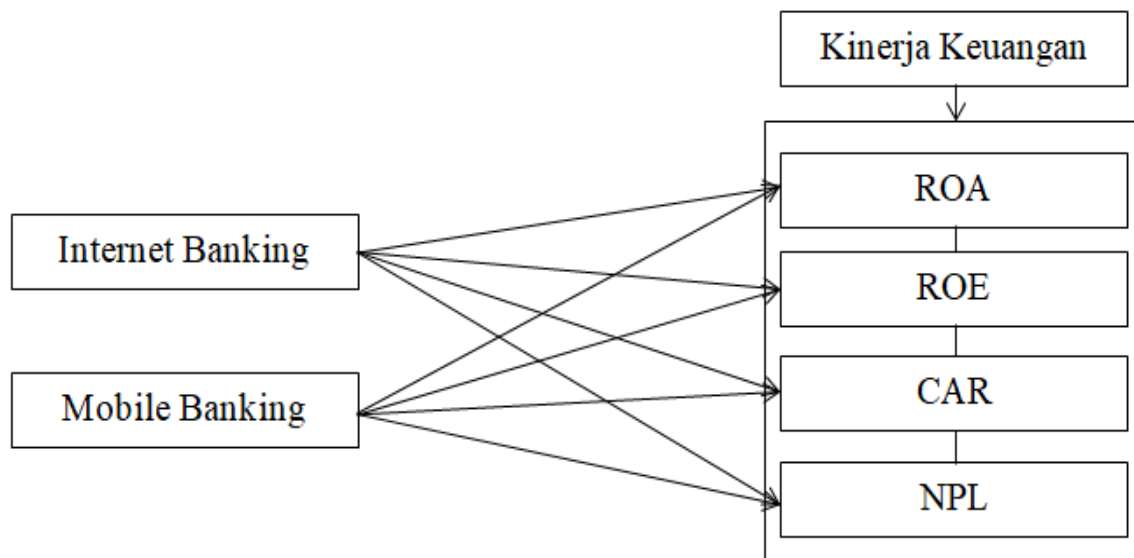 Kinerja Keuangan
ROA
Internet Banking
ROE
Mobile Banking
CAR
NPL